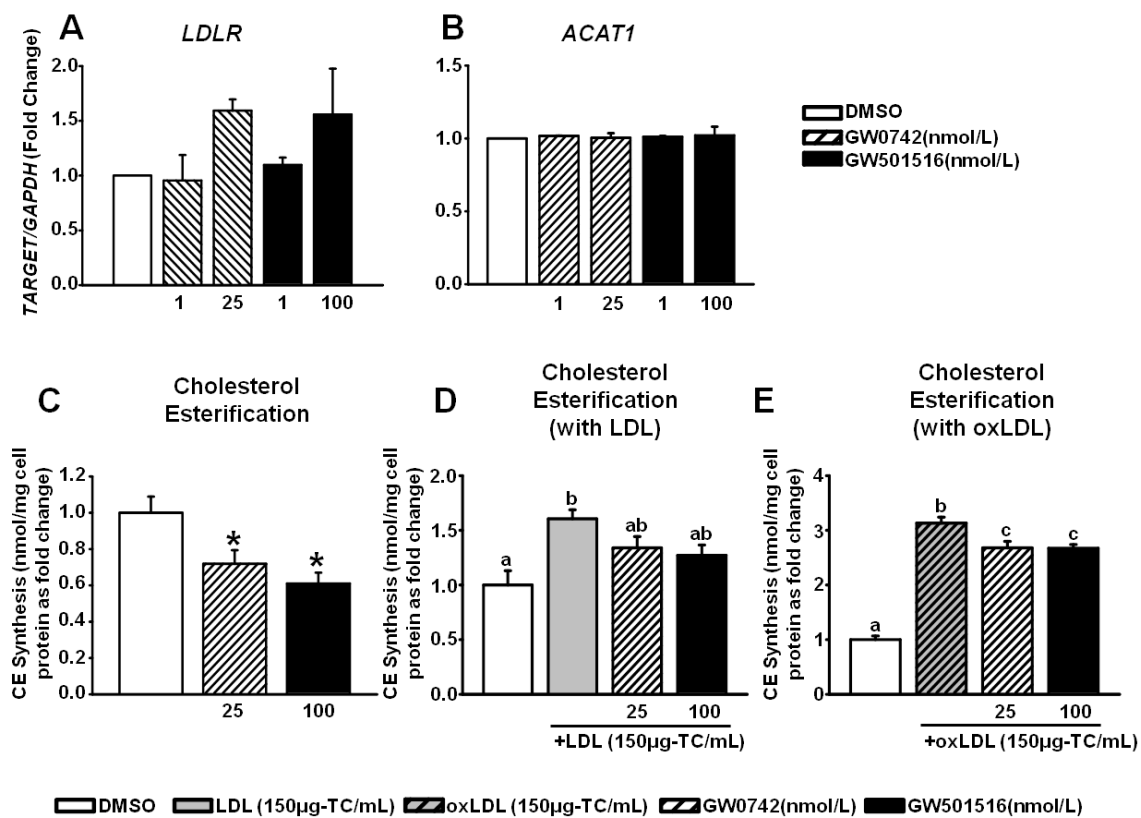 A
LDLR
TARGET/GAPDH (Fold Change)
2.0
1.5
1.0
0.5
0.0
1
25
1
100
B
ACAT1
1.5
1.0
0.5
0.0
1
25
1
100
DMSO
GW0742(nmol/L)
GW501516(nmol/L)
C
Cholesterol
Esterification
CE Synthesis (nmol/mg cell
protein as fold change)
1.2
1.0
0.8
0.6
0.4
0.2
0.0
*
*
25
100
D
Cholesterol
Esterification
(with LDL)
CE Synthesis (nmol/mg cell
protein as fold change)
2.0
1.5
1.0
0.5
0.0
a
b
ab
ab
25
100
+LDL (150µg-TC/mL)
E
Cholesterol
Esterification
(with oxLDL)
CE Synthesis (nmol/mg cell
protein as fold change)
4
3
2
1
0
a
b
c
c
25
100
+oxLDL (150µg-TC/mL)
DMSO LDL (150µg-TC/mL) oxLDL (150µg-TC/mL) GW0742(nmol/L) GW501516(nmol/L)